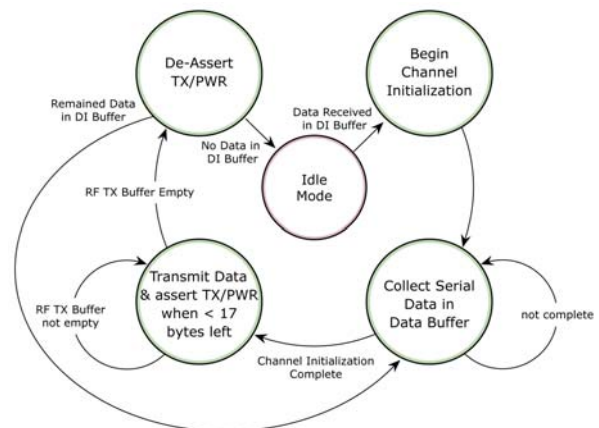 De-Assert
TX/PWR
Begin
Channel
Initialization
Remained Data
in DI Buffer
Data Received
in DI Buffer
No Data in
DI Buffer
Idle
Mode
RF TX Buffer Empty
Transmit Data
& assert TX/PWR
when < 17
bytes left
Collect Serial
Data in
Data Buffer
RF TX Buffer
not empty
not complete
Channel Initialization
Complete